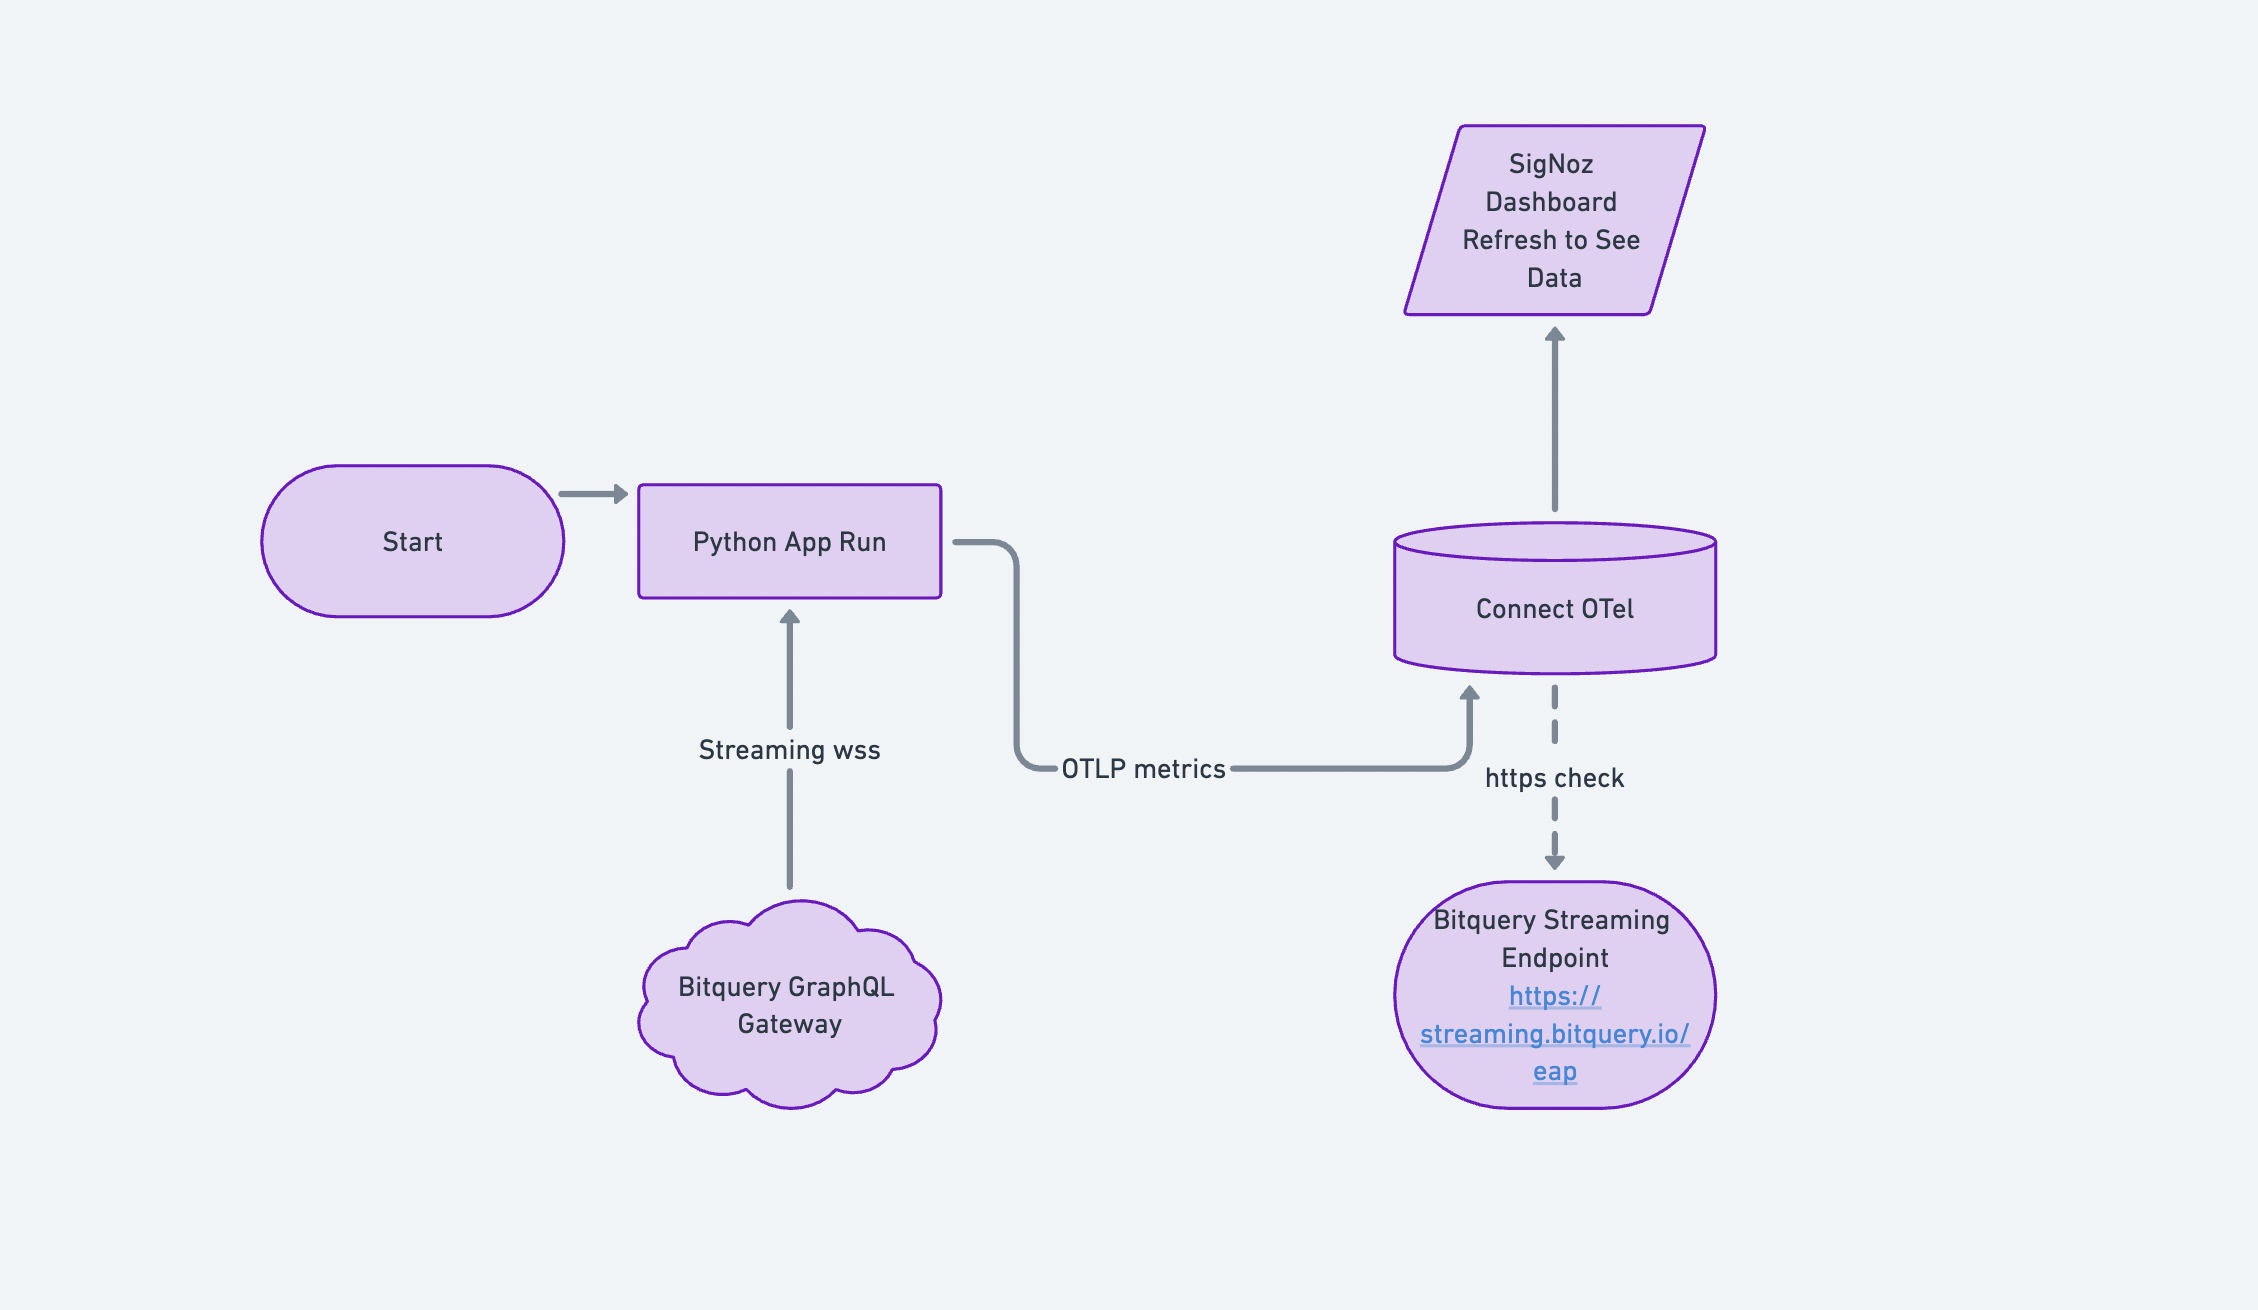 SigNoz
Dashboard
Refresh to See
Data
Start
Python App Run
Connect OTel
Streaming wss
OTLP metrics
https check
Bitquery GraphQL
Gateway
Bitquery Streaming
Endpoint
https://
streaming.bitquery.io/
eap